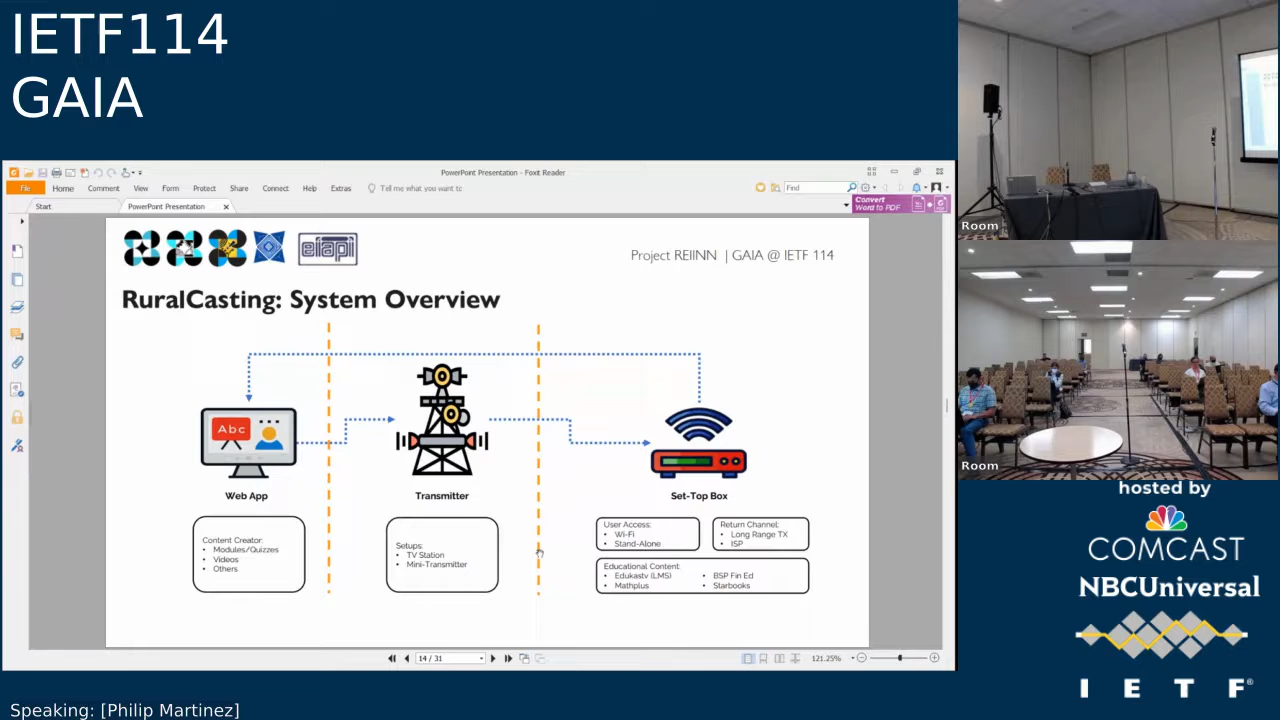 IETF114
GAIA
PowerPoint Presentation - Foxit Reader
File Home Comment View Form Protect Share Connect Help Extras Tell me what you want tc
Find
Start PowerPoint Presentation
Convert
Word to PDF
eiapi
Project REIINN | GAIA @ IETF 114
RuralCasting: System Overview
Abc
Web App
Transmitter
Set-Top Box
Content Creator:
• Modules/Quizzes
• Videos
• Others
Setups:
• TV Station
• Mini-Transmitter
User Access:
• Wi-Fi
• Stand-Alone
Return Channel:
• Long Range TX
• ISP
Educational Content:
• Edukastv (LMS)
• Mathplus
• BSP Fin Ed
• Starbooks
14 / 31
121.25%
Room
Room
hosted by
COMCAST
NBCUniversal
I E T F®
Speaking: [Philip Martinez]